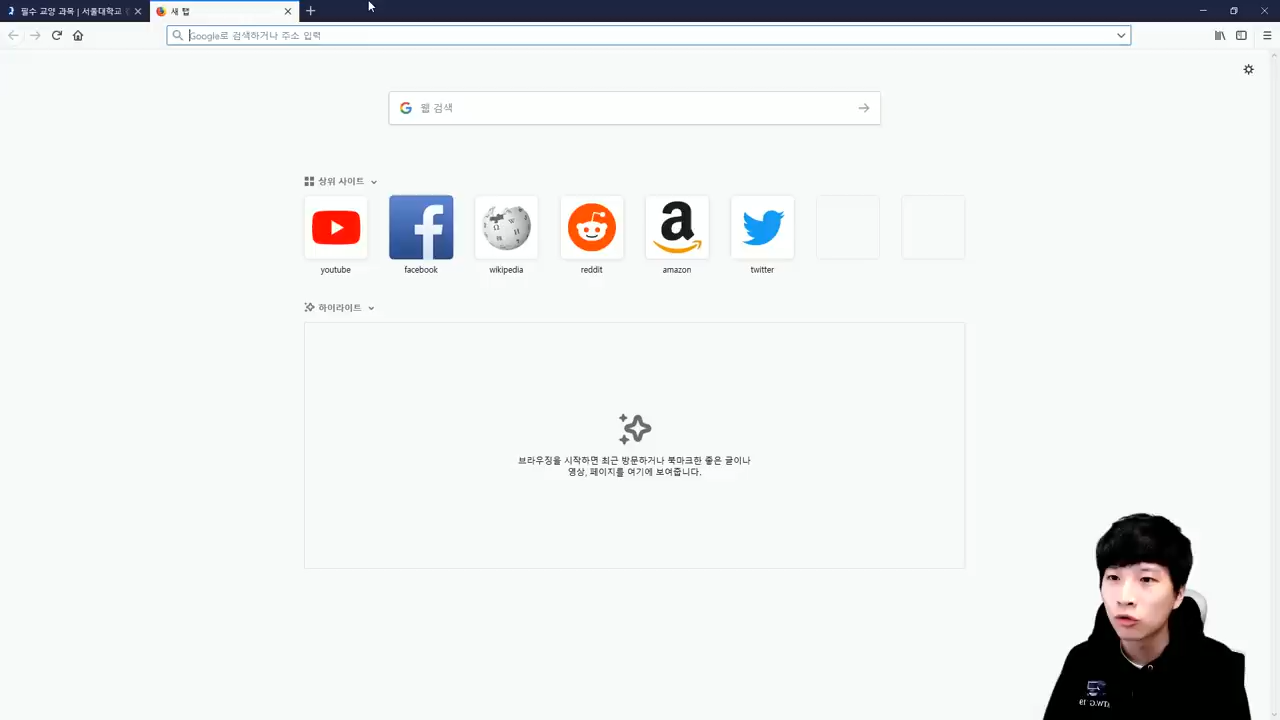 필수 교양 과목 | 서울대학교
새 탭
Google로 검색하거나 주소 입력
웹 검색
상위 사이트
youtube
facebook
wikipedia
reddit
amazon
twitter
하이라이트
브라우징을 시작하면 최근 방문하거나 북마크한 좋은 글이나
영상, 페이지를 여기에 보여줍니다.